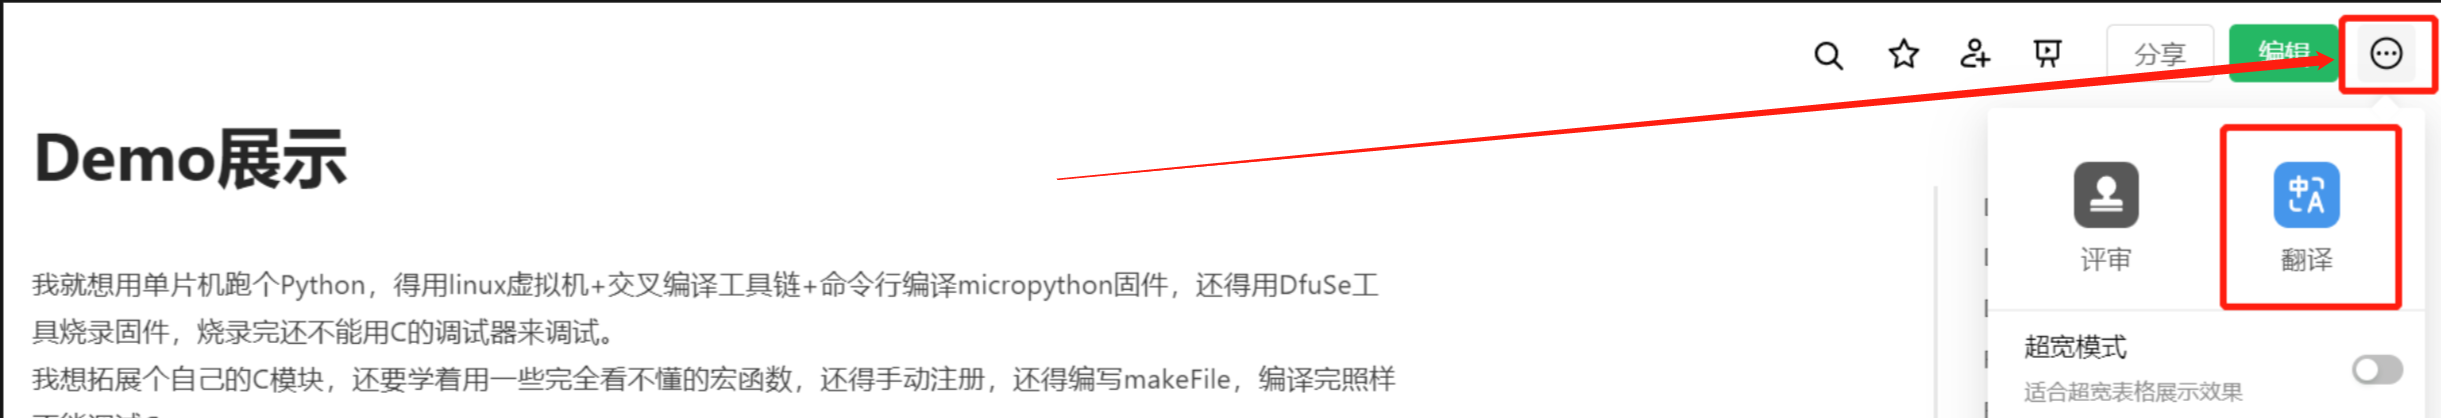 分享
编辑
Demo展示
评审
翻译
我就想用单片机跑个Python，得用linux虚拟机+交叉编译工具链+命令行编译micropython固件，还得用DfuSe工
具烧录固件，烧录完还不能用C的调试器来调试。
我想拓展个自己的C模块，还要学着用一些完全看不懂的宏函数，还得手动注册，还得编写makeFile，编译完照样
超宽模式
适合超宽表格展示效果